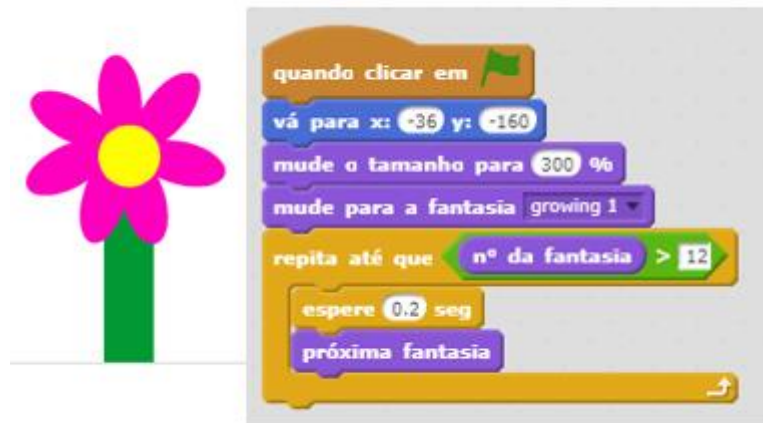 quando clicar em
vá para x: -36 y: -160
mude o tamanho para 300 %
mude para a fantasia growing 1
repita até que nº da fantasia > 12
espere 0.2 seg
próxima fantasia